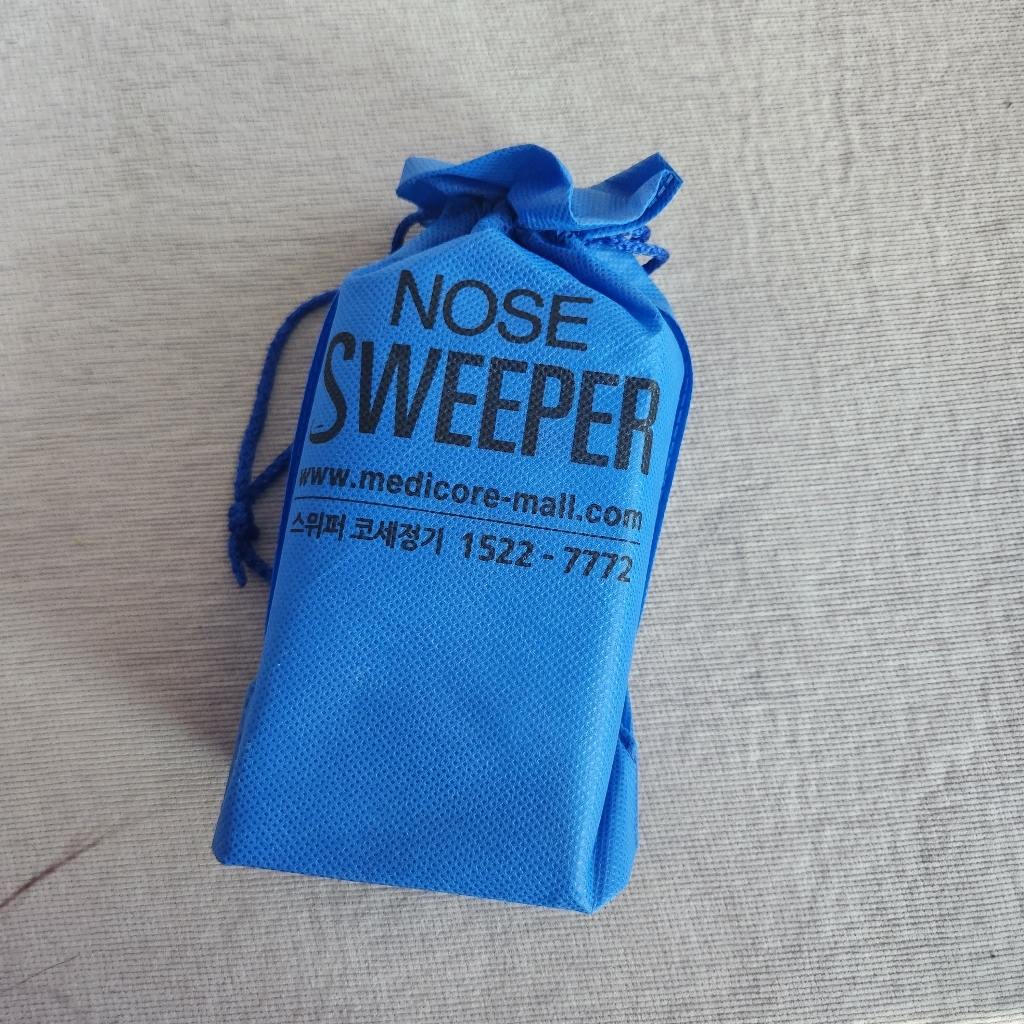 NOSE
SWEEPER
www.medicore-mall.com
스위퍼 코세정기 1522 - 7772